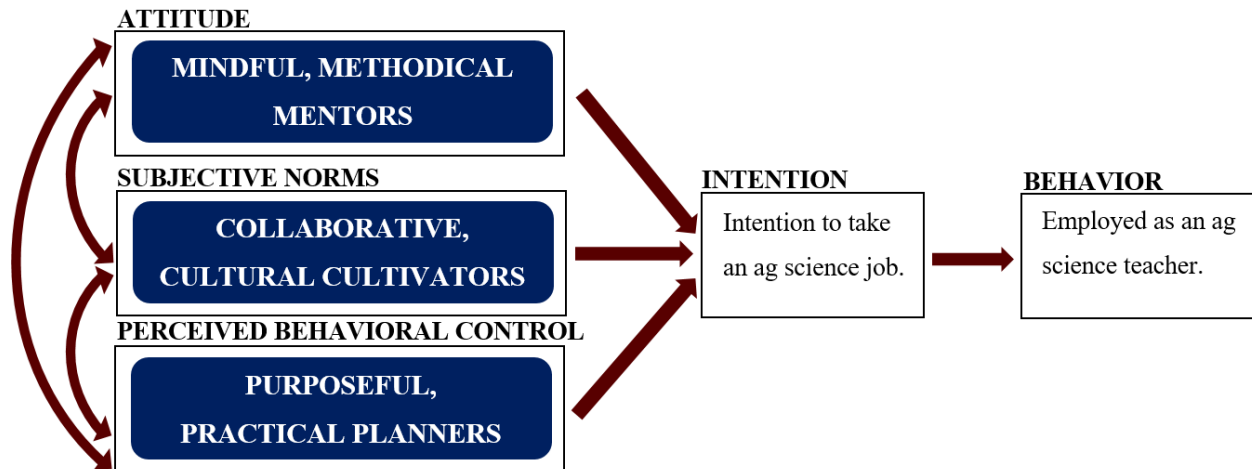 ATTITUDE
MINDFUL, METHODICAL
MENTORS
SUBJECTIVE NORMS
COLLABORATIVE,
CULTURAL CULTIVATORS
PERCEIVED BEHAVIORAL CONTROL
PURPOSEFUL,
PRACTICAL PLANNERS
INTENTION
Intention to take
an ag science job.
BEHAVIOR
Employed as an ag
science teacher.